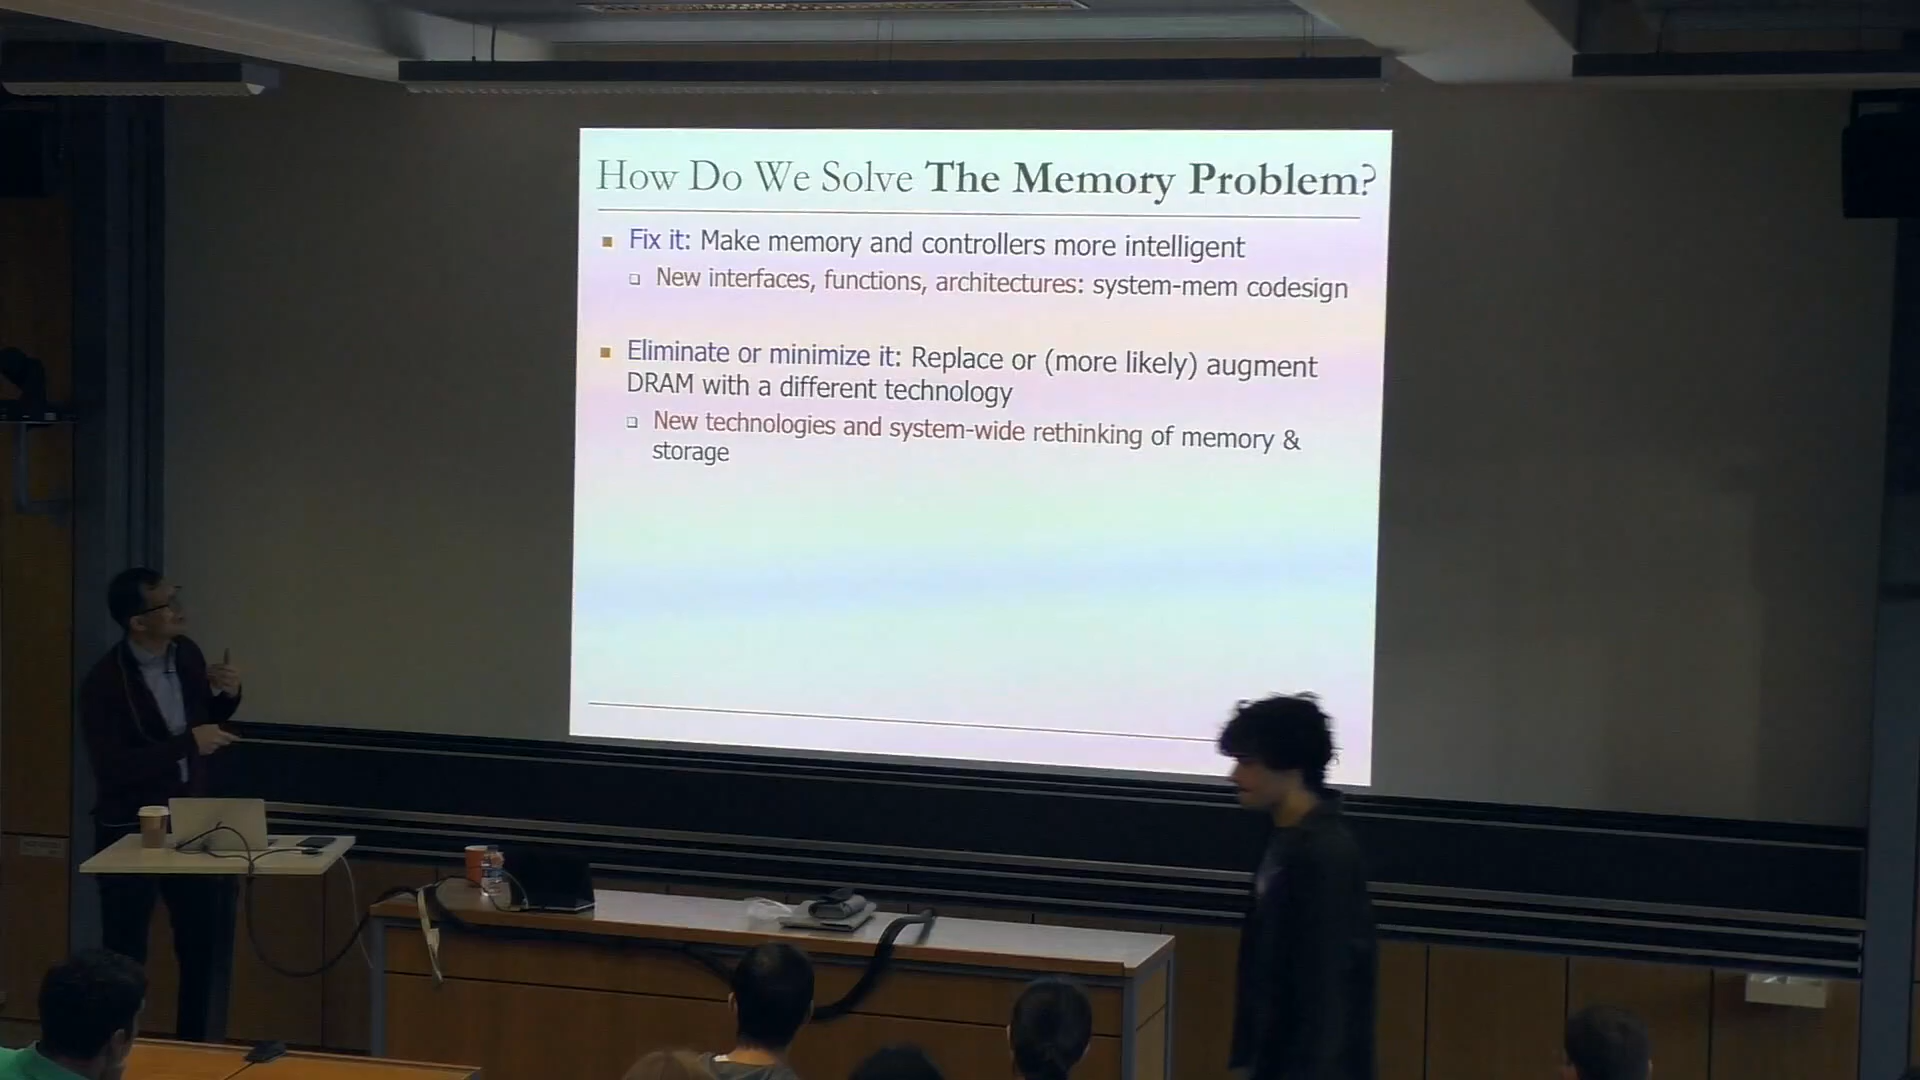 How Do We Solve The Memory Problem?
Fix it: Make memory and controllers more intelligent
New interfaces, functions, architectures: system-mem codesign
Eliminate or minimize it: Replace or (more likely) augment
DRAM with a different technology
New technologies and system-wide rethinking of memory &
storage